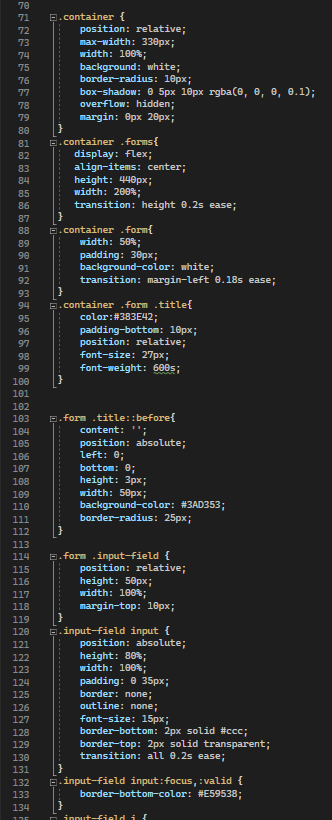 70
71 .container {
72 position: relative;
73 max-width: 330px;
74 width: 100%;
75 background: white;
76 border-radius: 10px;
77 box-shadow: 0 5px 10px rgba(0, 0, 0, 0.1);
78 overflow: hidden;
79 margin: 0px 20px;
80 }
81 .container .forms{
82 display: flex;
83 align-items: center;
84 height: 440px;
85 width: 200%;
86 transition: height 0.2s ease;
87 }
88 .container .form{
89 width: 50%;
90 padding: 30px;
91 background-color: white;
92 transition: margin-left 0.18s ease;
93 }
94 .container .form .title{
95 color:#383E42;
96 padding-bottom: 10px;
97 position: relative;
98 font-size: 27px;
99 font-weight: 600s;
100 }
101
102
103 .form .title::before{
104 content: '';
105 position: absolute;
106 left: 0;
107 bottom: 0;
108 height: 3px;
109 width: 50px;
110 background-color: #3AD353;
111 border-radius: 25px;
112 }
113
114 .form .input-field {
115 position: relative;
116 height: 50px;
117 width: 100%;
118 margin-top: 10px;
119 }
120 .input-field input {
121 position: absolute;
122 height: 80%;
123 width: 100%;
124 padding: 0 35px;
125 border: none;
126 outline: none;
127 font-size: 15px;
128 border-bottom: 2px solid #ccc;
129 border-top: 2px solid transparent;
130 transition: all 0.2s ease;
131 }
132 .input-field input:focus,:valid {
133 border-bottom-color: #E59538;
134 }
135 .input-field i {